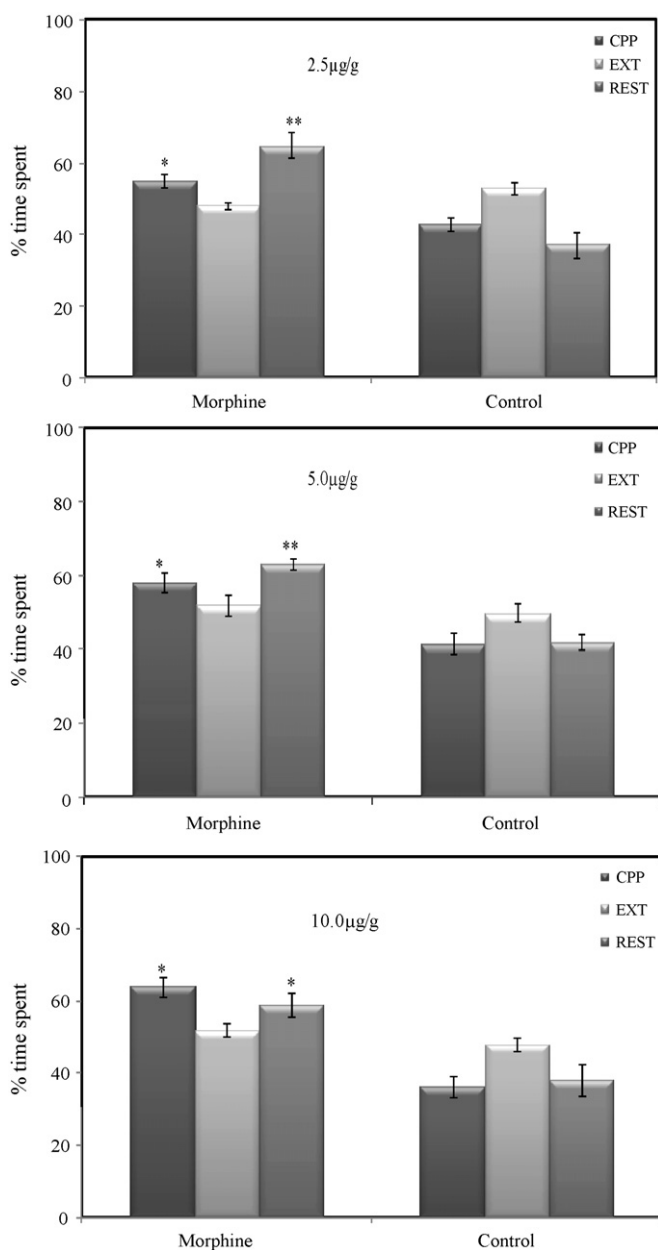 100
80
60
40
20
0
% time spent
2.5µg/g
CPP
EXT
REST
*
**
Morphine
Control
100
80
60
40
20
0
% time spent
5.0µg/g
CPP
EXT
REST
*
**
Morphine
Control
100
80
60
40
20
0
% time spent
10.0µg/g
CPP
EXT
REST
*
*
Morphine
Control